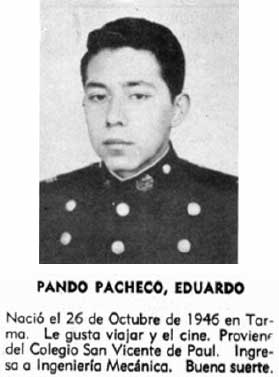 PANDO PACHECO, EDUARDO
Nació el 26 de Octubre de 1946 en Tar-
ma. Le gusta viajar y el cine. Proviene
del Colegio San Vicente de Paul. Ingre-
sa a Ingeniería Mecánica. Buena suerte.